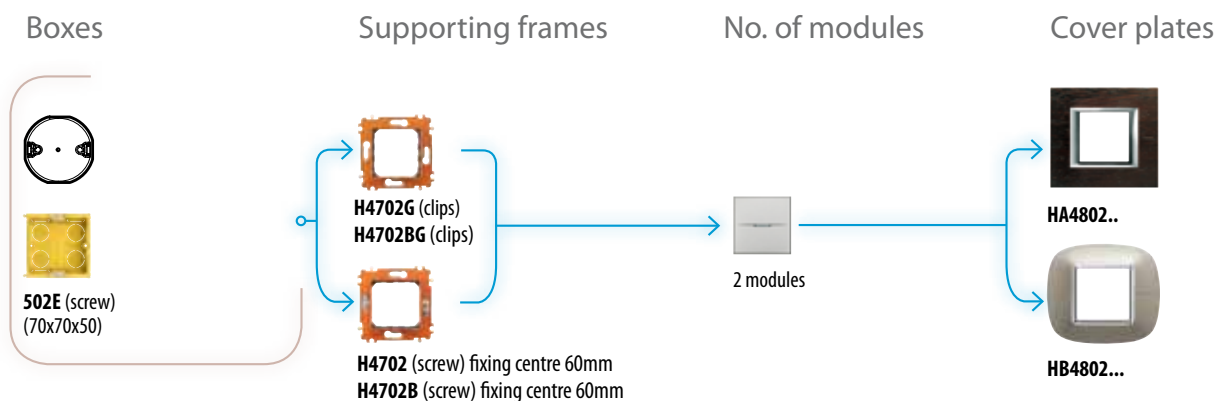 Boxes
Supporting frames
No. of modules
Cover plates
502E (screw)
(70x70x50)
H4702G (clips)
H4702BG (clips)
H4702 (screw) fixing centre 60mm
H4702B (screw) fixing centre 60mm
2 modules
HA4802..
HB4802...